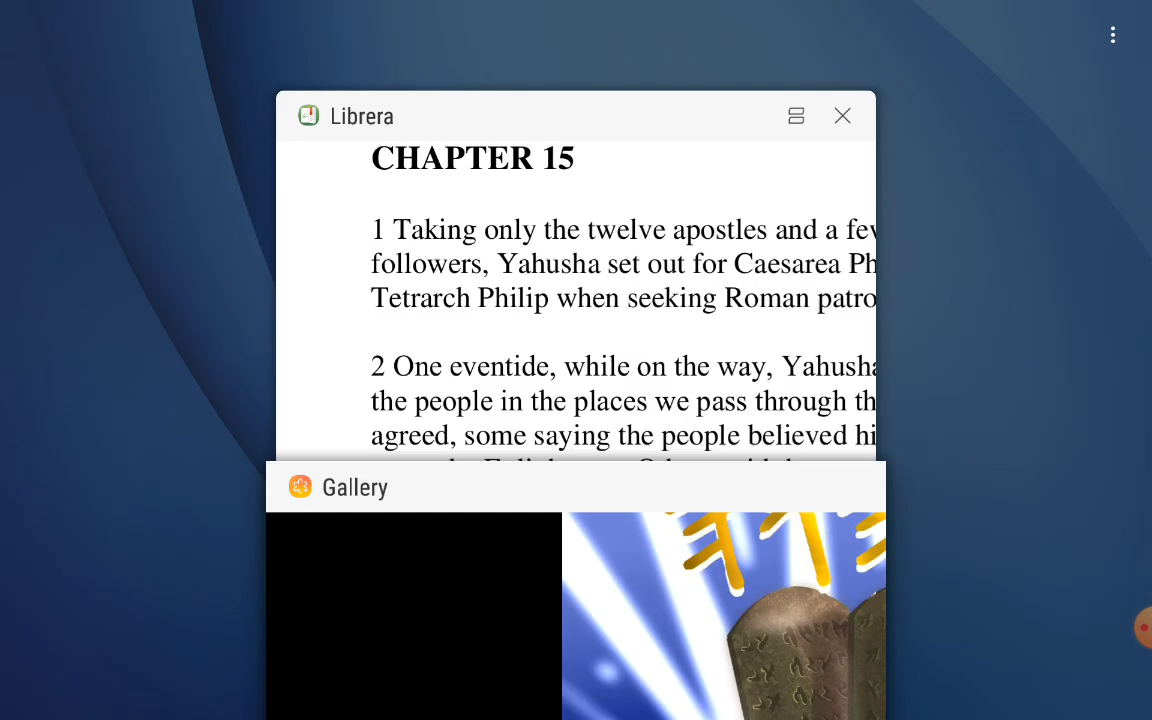 Librera
CHAPTER 15
1 Taking only the twelve apostles and a few
followers, Yahusha set out for Caesarea Ph
Tetrarch Philip when seeking Roman patro
2 One eventide, while on the way, Yahusha
the people in the places we pass through th
agreed, some saying the people believed hi
Gallery